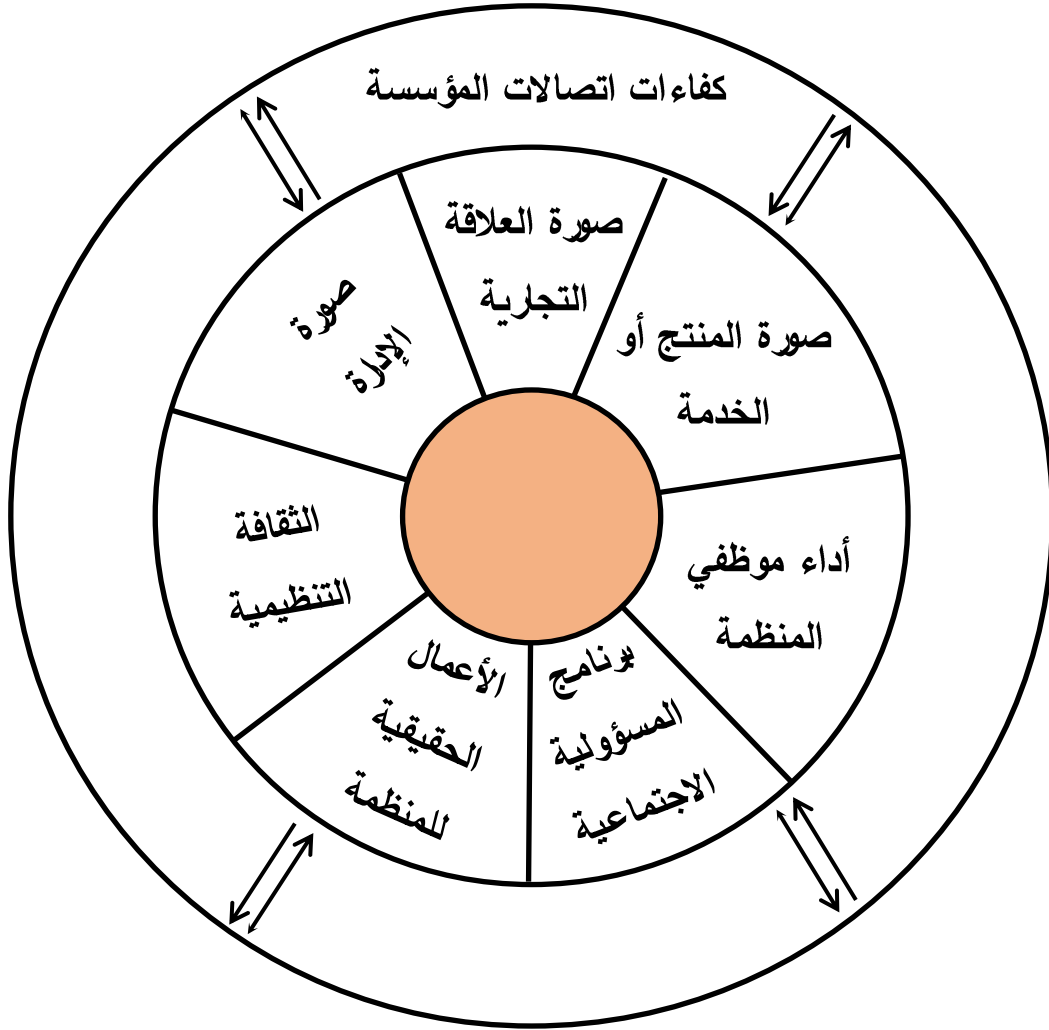 كفاءات اتصالات المؤسسة
صورة العلاقة
التجارية
صورة المنتج أو
الخدمة
أداء موظفي
المنظمة
برنامج
المسؤولية
الاجتماعية
الأعمال
الحقيقية
للمنظمة
الثقافة
التنظيمية
صورة
الإدارة